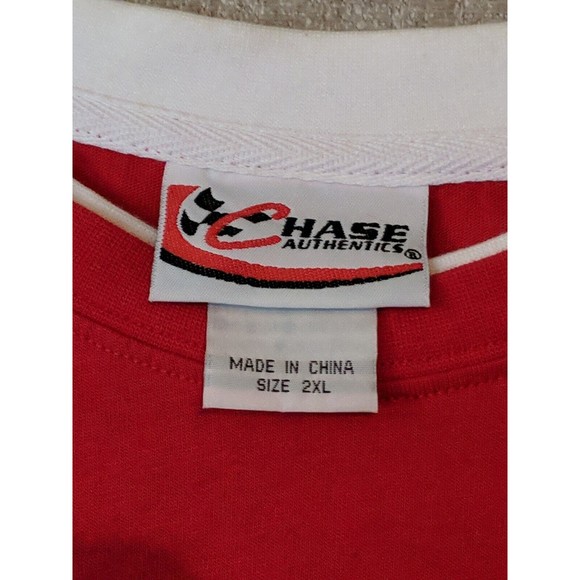 CHASE
AUTHENTICS®
MADE IN CHINA
SIZE 2XL